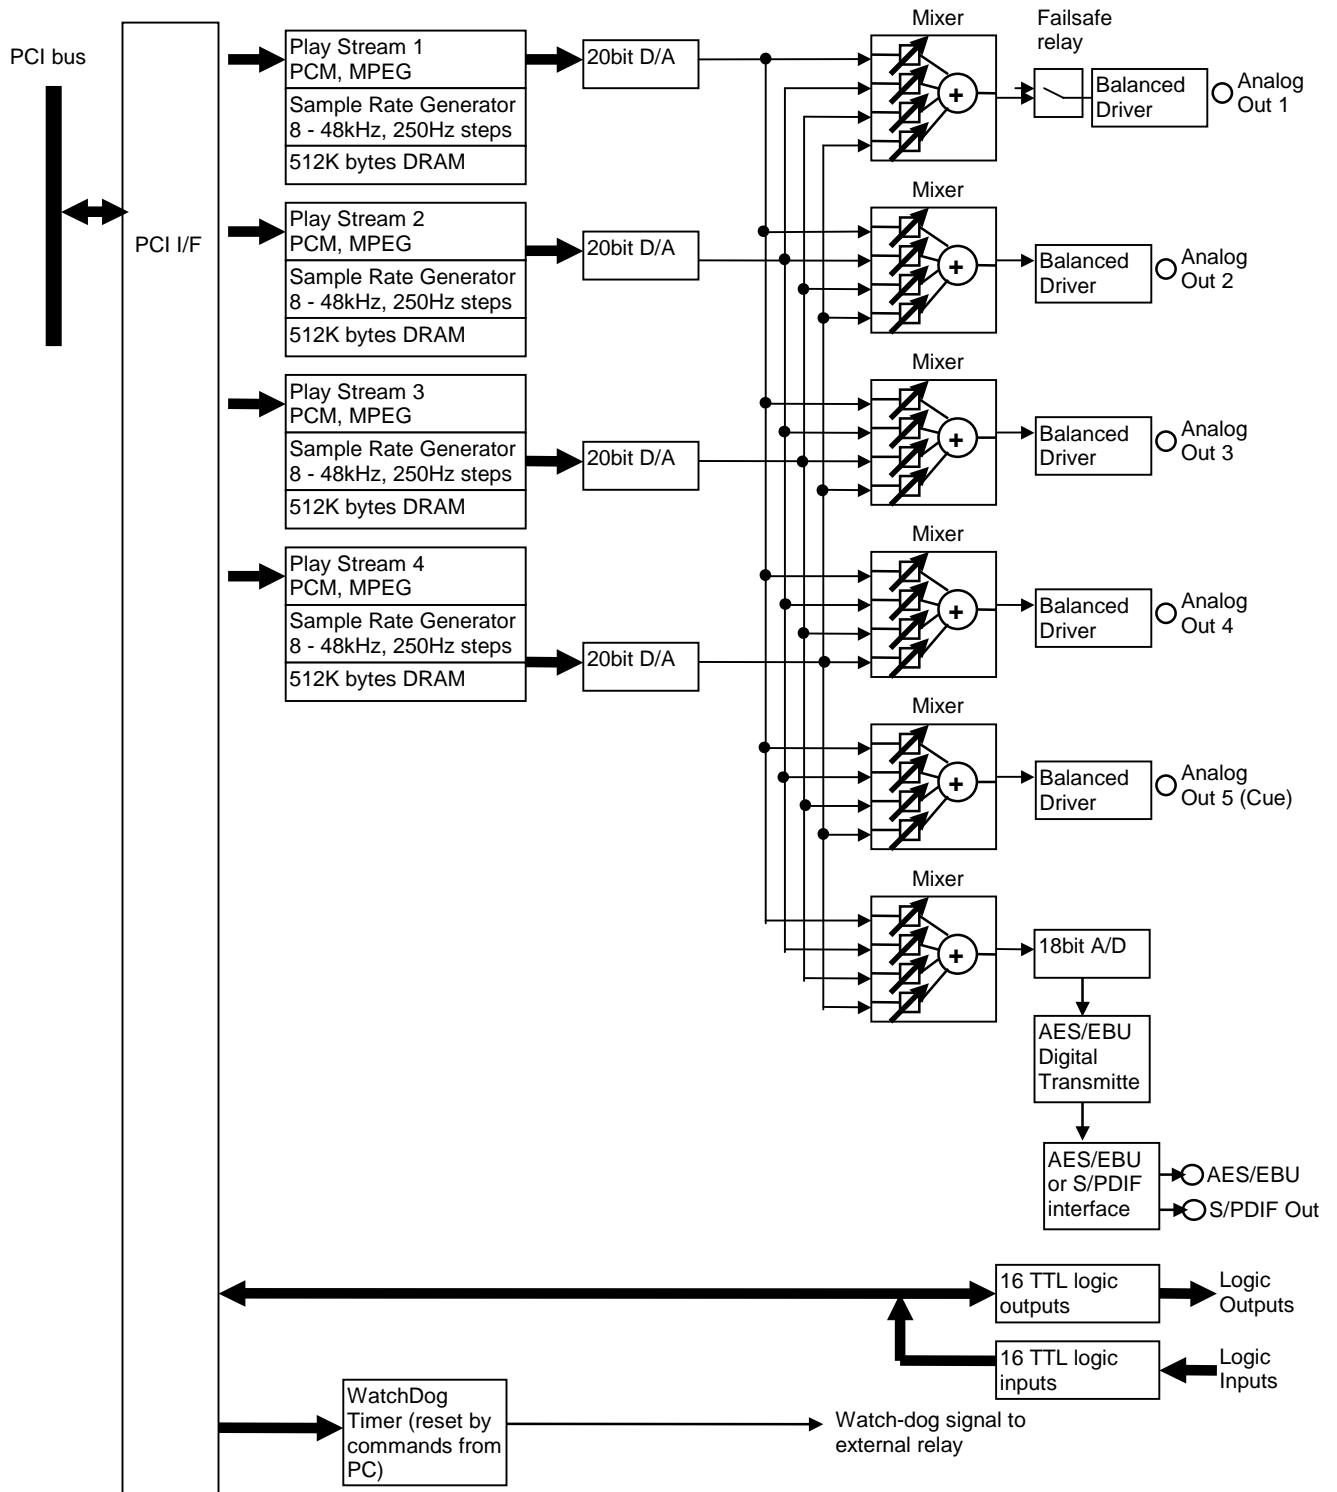 PCI bus
PCI I/F
Play Stream 1
PCM, MPEG
Sample Rate Generator
8 - 48kHz, 250Hz steps
512K bytes DRAM
20bit D/A
Mixer
+
Failsafe
relay
Balanced
Driver
Analog
Out 1
Play Stream 2
PCM, MPEG
Sample Rate Generator
8 - 48kHz, 250Hz steps
512K bytes DRAM
20bit D/A
Mixer
+
Balanced
Driver
Analog
Out 2
Play Stream 3
PCM, MPEG
Sample Rate Generator
8 - 48kHz, 250Hz steps
512K bytes DRAM
20bit D/A
Mixer
+
Balanced
Driver
Analog
Out 3
Play Stream 4
PCM, MPEG
Sample Rate Generator
8 - 48kHz, 250Hz steps
512K bytes DRAM
20bit D/A
Mixer
+
Balanced
Driver
Analog
Out 4
Mixer
+
Balanced
Driver
Analog
Out 5 (Cue)
Mixer
+
18bit A/D
AES/EBU
Digital
Transmitte
AES/EBU
or S/PDIF
interface
AES/EBU
S/PDIF Out
16 TTL logic
outputs
Logic
Outputs
16 TTL logic
inputs
Logic
Inputs
WatchDog
Timer (reset by
commands from
PC)
Watch-dog signal to
external relay